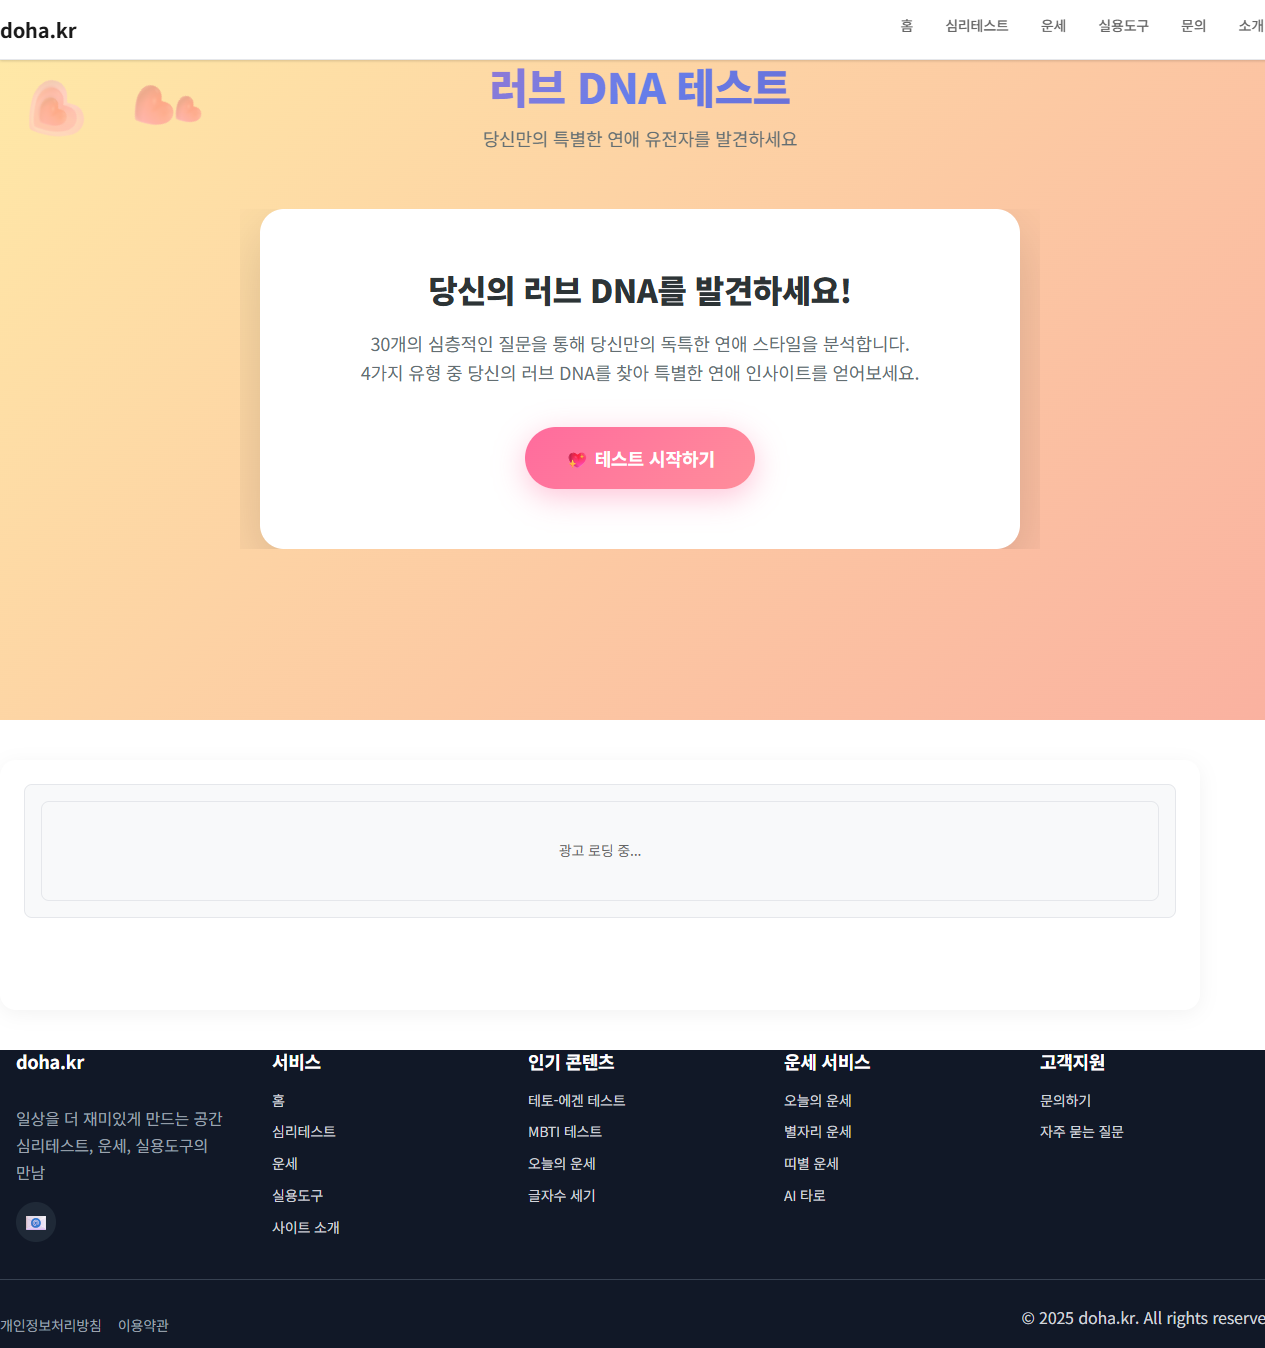 doha.kr
홈 심리테스트 운세 실용도구 문의 소개
러브 DNA 테스트
당신만의 특별한 연애 유전자를 발견하세요
당신의 러브 DNA를 발견하세요!
30개의 심층적인 질문을 통해 당신만의 독특한 연애 스타일을 분석합니다.
4가지 유형 중 당신의 러브 DNA를 찾아 특별한 연애 인사이트를 얻어보세요.
💖 테스트 시작하기
광고 로딩 중...
doha.kr
일상을 더 재미있게 만드는 공간
심리테스트, 운세, 실용도구의
만남
서비스
홈
심리테스트
운세
실용도구
사이트 소개
인기 콘텐츠
테토-에겐 테스트
MBTI 테스트
오늘의 운세
글자수 세기
운세 서비스
오늘의 운세
별자리 운세
띠별 운세
AI 타로
고객지원
문의하기
자주 묻는 질문
개인정보처리방침 이용약관
© 2025 doha.kr. All rights reserve